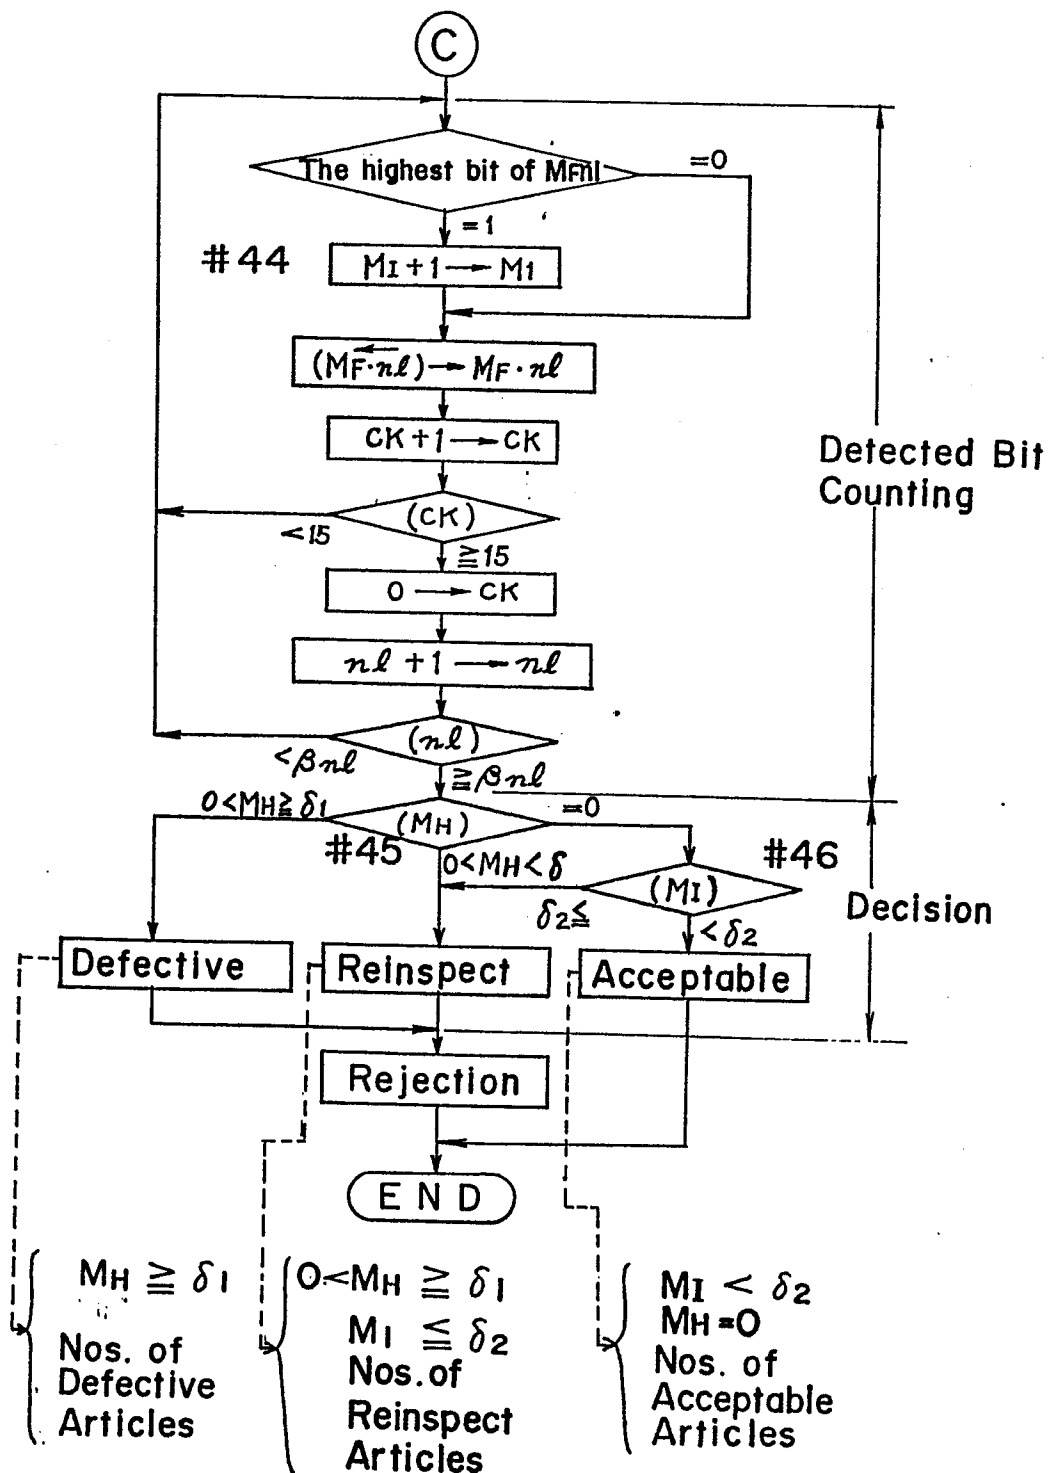 C
The highest bit of MFnl
=0
=1
#44
MI+1→M1
(MF·nl)→MF·nl
CK+1→CK
Detected Bit
Counting
(CK)
<15
≧15
0→CK
nl+1→nl
(nl)
<βnl
≧βnl
0<MH≧δ1
(MH)
=0
#45
0<MH<δ
#46
(MI)
δ2≤
<δ2
Decision
Defective
Reinspect
Acceptable
Rejection
END
MH≧δ1
Nos. of
Defective
Articles
0<MH≧δ1
M1≦δ2
Nos. of
Reinspect
Articles
MI<δ2
MH=0
Nos. of
Acceptable
Articles